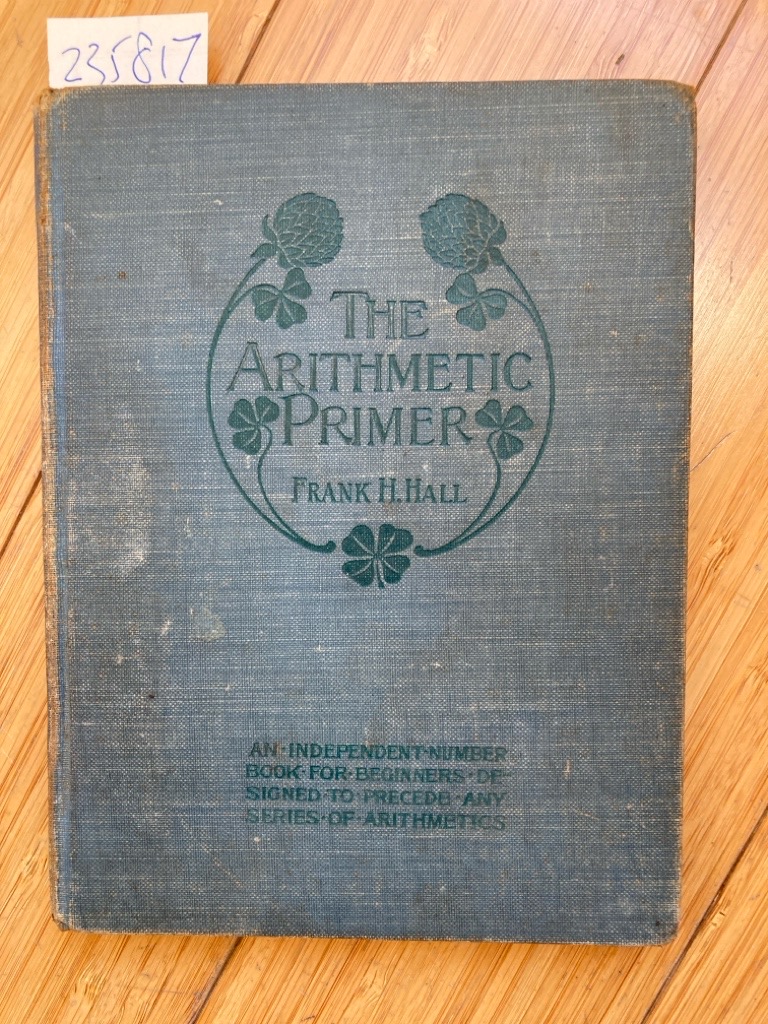 235817
THE
ARITHMETIC
PRIMER
FRANK H. HALL
AN·INDEPENDENT·NUMBER
BOOK·FOR·BEGINNERS·DE-
SIGNED·TO·PRECEDE·ANY
SERIES·OF·ARITHMETICS